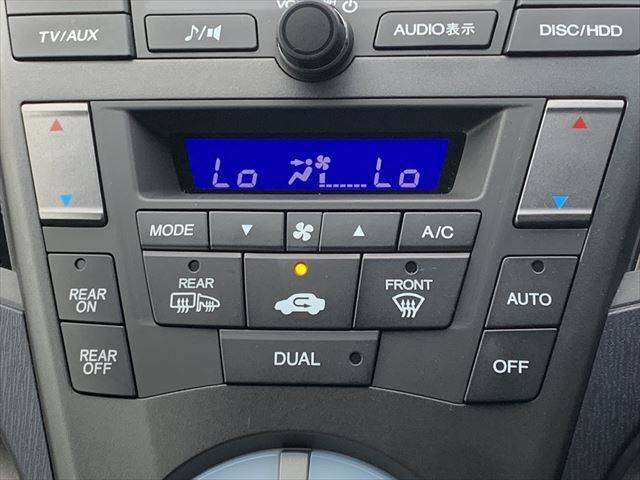 TV/AUX
AUDIO表示
DISC/HDD
Lo
Lo
MODE
A/C
REAR
ON
REAR
FRONT
AUTO
REAR
OFF
DUAL
OFF